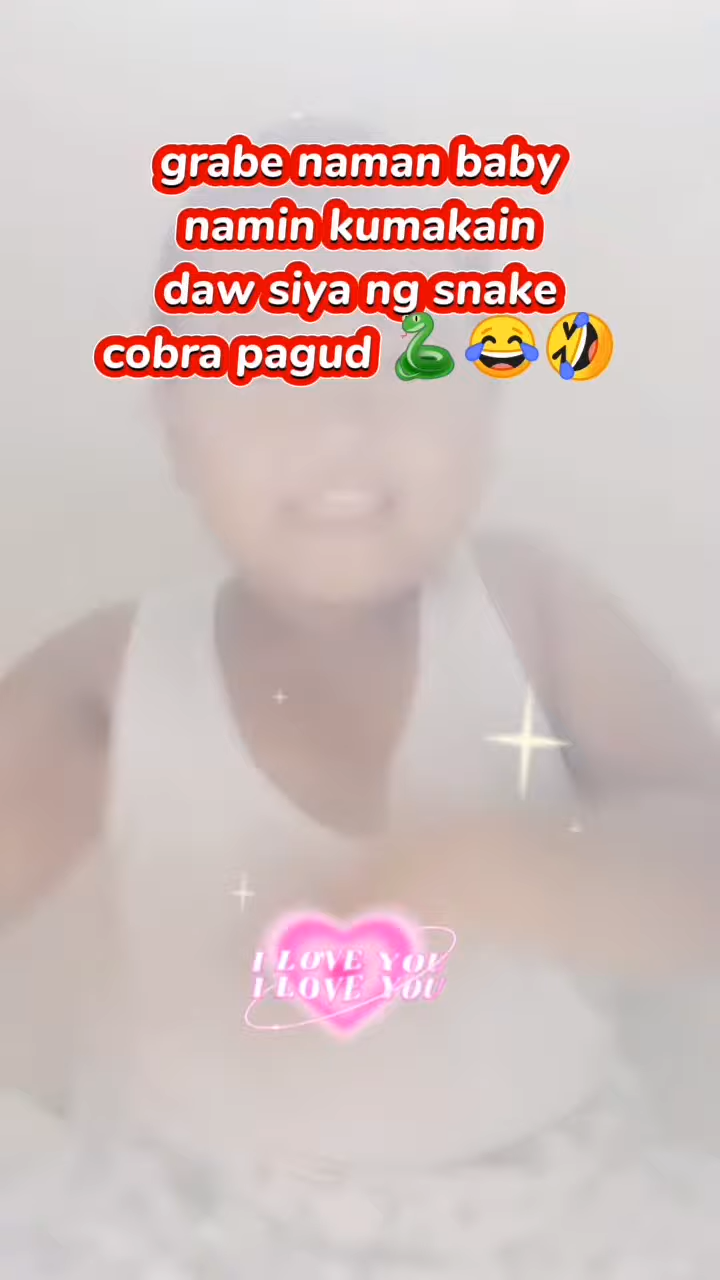 grabe naman baby
namin kumakain
daw siya ng snake
cobra pagud 🐍😂🤣
I LOVE YOU
I LOVE YOU